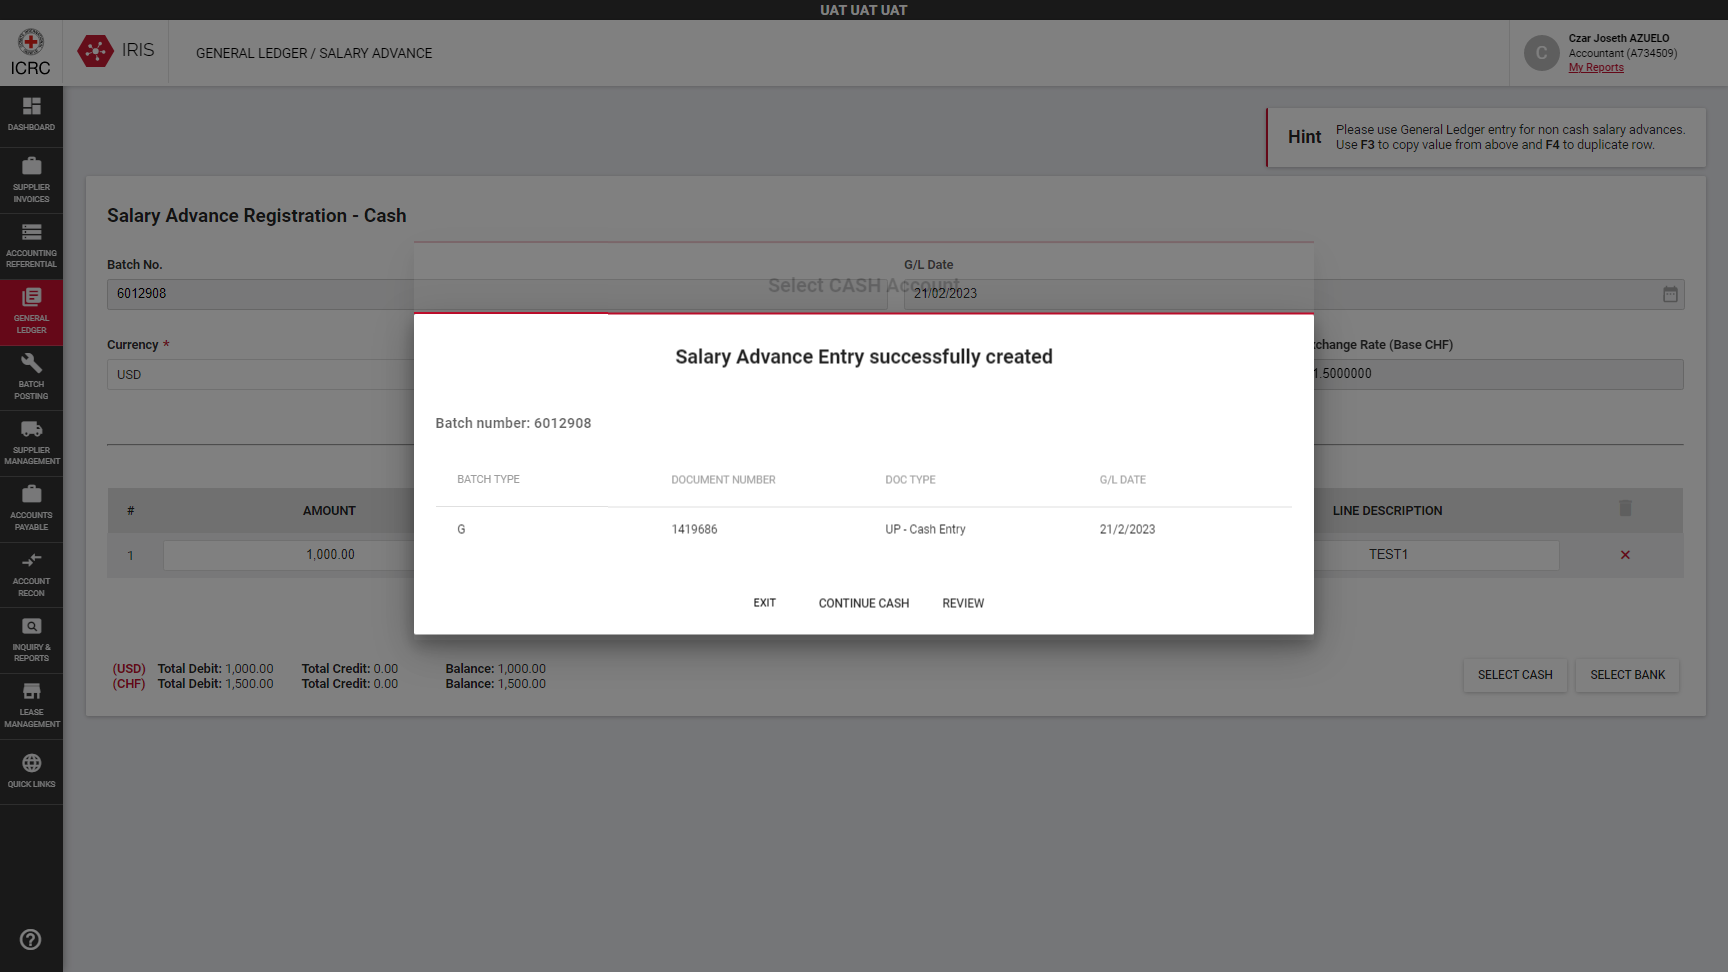 UAT UAT UAT
ICRC
IRIS
GENERAL LEDGER / SALARY ADVANCE
C
Czar Joseth AZUELO
Accountant (A734509)
My Reports
DASHBOARD
SUPPLIER
INVOICES
ACCOUNTING
REFERENTIAL
GENERAL
LEDGER
BATCH
POSTING
SUPPLIER
MANAGEMENT
ACCOUNTS
PAYABLE
ACCOUNT
RECON
INQUIRY &
REPORTS
LEASE
MANAGEMENT
QUICK LINKS
Hint
Please use General Ledger entry for non cash salary advances.
Use F3 to copy value from above and F4 to duplicate row.
Salary Advance Registration - Cash
Batch No.
G/L Date
Select CASH Account
6012908
21/02/2023
Currency *
change Rate (Base CHF)
USD
1.5000000
Salary Advance Entry successfully created
Batch number: 6012908
BATCH TYPE DOCUMENT NUMBER DOC TYPE G/L DATE
G 1419686 UP - Cash Entry 21/2/2023
EXIT CONTINUE CASH REVIEW
# AMOUNT LINE DESCRIPTION
1 1,000.00 TEST1
(USD) Total Debit: 1,000.00 Total Credit: 0.00 Balance: 1,000.00
(CHF) Total Debit: 1,500.00 Total Credit: 0.00 Balance: 1,500.00
SELECT CASH SELECT BANK